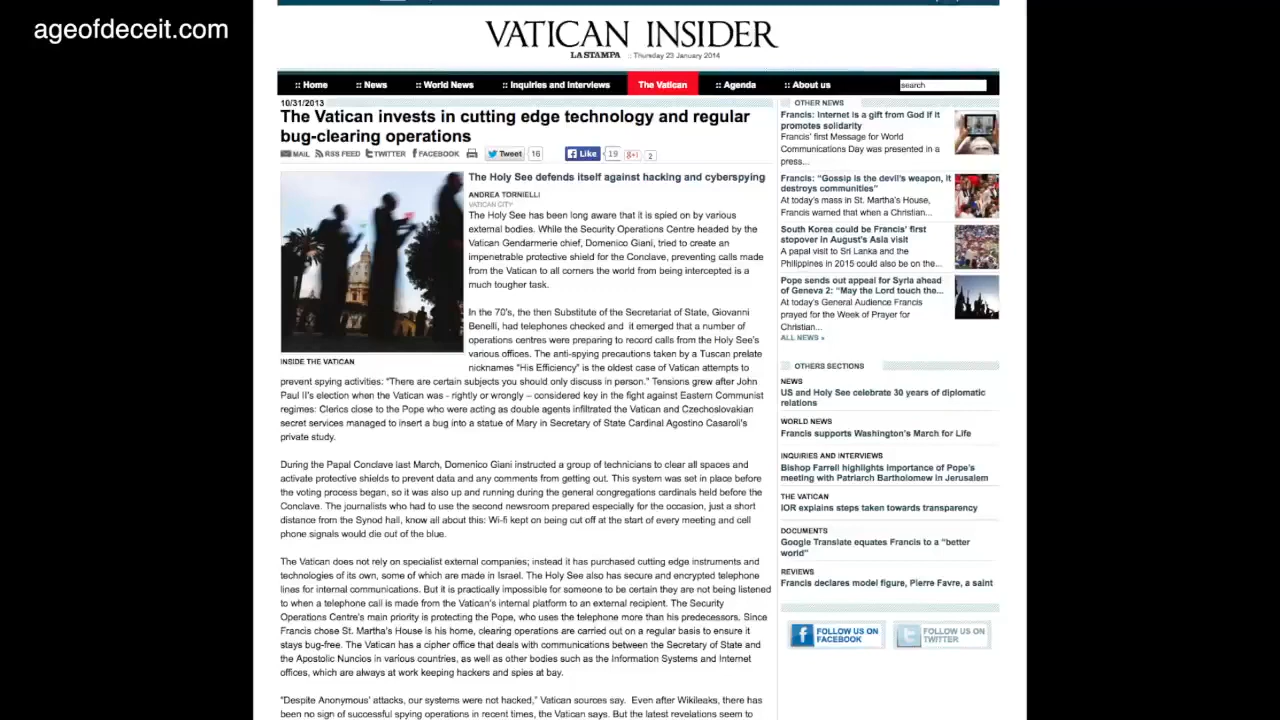 ageofdeceit.com
VATICAN INSIDER
LA STAMPA :: Thursday 23 January 2014
:: Home :: News :: World News :: Inquiries and Interviews The Vatican :: Agenda :: About us search
10/31/2013
The Vatican invests in cutting edge technology and regular
bug-clearing operations
MAIL RSS FEED TWITTER FACEBOOK Tweet 16 Like 19 g+1 2
The Holy See defends itself against hacking and cyberspying
ANDREA TORNIELLI
VATICAN CITY
The Holy See has been long aware that it is spied on by various
external bodies. While the Security Operations Centre headed by the
Vatican Gendarmerie chief, Domenico Giani, tried to create an
impenetrable protective shield for the Conclave, preventing calls made
from the Vatican to all corners the world from being intercepted is a
much tougher task.
In the 70's, the then Substitute of the Secretariat of State, Giovanni
Benelli, had telephones checked and it emerged that a number of
operations centres were preparing to record calls from the Holy See's
various offices. The anti-spying precautions taken by a Tuscan prelate
INSIDE THE VATICAN
nicknames "His Efficiency" is the oldest case of Vatican attempts to
prevent spying activities: "There are certain subjects you should only discuss in person." Tensions grew after John
Paul II's election when the Vatican was - rightly or wrongly – considered key in the fight against Eastern Communist
regimes: Clerics close to the Pope who were acting as double agents infiltrated the Vatican and Czechoslovakian
secret services managed to insert a bug into a statue of Mary in Secretary of State Cardinal Agostino Casaroli's
private study.
During the Papal Conclave last March, Domenico Giani instructed a group of technicians to clear all spaces and
activate protective shields to prevent data and any comments from getting out. This system was set in place before
the voting process began, so it was also up and running during the general congregations cardinals held before the
Conclave. The journalists who had to use the second newsroom prepared especially for the occasion, just a short
distance from the Synod hall, know all about this: Wi-fi kept on being cut off at the start of every meeting and cell
phone signals would die out of the blue.
The Vatican does not rely on specialist external companies; instead it has purchased cutting edge instruments and
technologies of its own, some of which are made in Israel. The Holy See also has secure and encrypted telephone
lines for internal communications. But it is practically impossible for someone to be certain they are not being listened
to when a telephone call is made from the Vatican's internal platform to an external recipient. The Security
Operations Centre's main priority is protecting the Pope, who uses the telephone more than his predecessors. Since
Francis chose St. Martha's House is his home, clearing operations are carried out on a regular basis to ensure it
stays bug-free. The Vatican has a cipher office that deals with communications between the Secretary of State and
the Apostolic Nuncios in various countries, as well as other bodies such as the Information Systems and Internet
offices, which are always at work keeping hackers and spies at bay.
"Despite Anonymous' attacks, our systems were not hacked," Vatican sources say. Even after Wikileaks, there has
been no sign of successful spying operations in recent times, the Vatican says. But the latest revelations seem to
OTHER NEWS
Francis: Internet is a gift from God if it
promotes solidarity
Francis' first Message for World
Communications Day was presented in a
press...
Francis: "Gossip is the devil's weapon, it
destroys communities"
At today's mass in St. Martha's House,
Francis warned that when a Christian...
South Korea could be Francis' first
stopover in August's Asia visit
A papal visit to Sri Lanka and the
Philippines in 2015 could also be on the...
Pope sends out appeal for Syria ahead
of Geneva 2: "May the Lord touch the...
At today's General Audience Francis
prayed for the Week of Prayer for
Christian...
ALL NEWS »
OTHERS SECTIONS
NEWS
US and Holy See celebrate 30 years of diplomatic
relations
WORLD NEWS
Francis supports Washington's March for Life
INQUIRIES AND INTERVIEWS
Bishop Farrell highlights importance of Pope's
meeting with Patriarch Bartholomew in Jerusalem
THE VATICAN
IOR explains steps taken towards transparency
DOCUMENTS
Google Translate equates Francis to a "better
world"
REVIEWS
Francis declares model figure, Pierre Favre, a saint
FOLLOW US ON
FACEBOOK
FOLLOW US ON
TWITTER